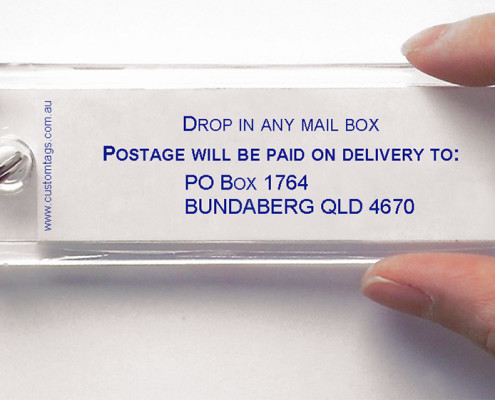 www.customtags.com.au
Drop in any mail box
Postage will be paid on delivery to:
PO Box 1764
BUNDABERG QLD 4670